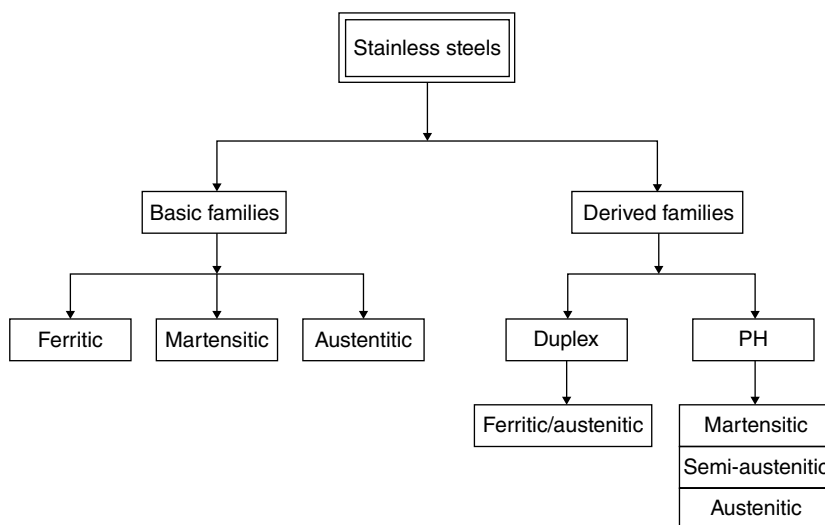 Stainless steels
Basic families
Derived families
Ferritic
Martensitic
Austentitic
Duplex
PH
Ferritic/austenitic
Martensitic
Semi-austenitic
Austenitic